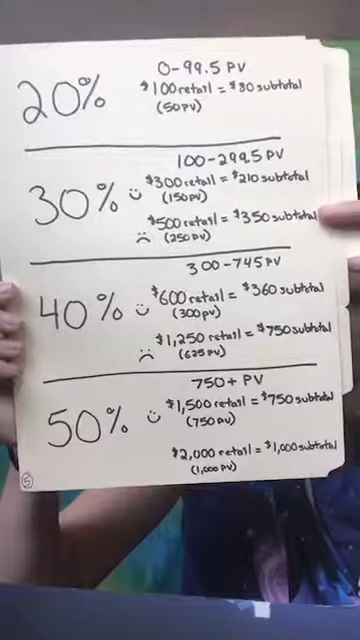 20%
0-99.5 PV
$100 retail = $80 subtotal
(50 PV)
100-299.5 PV
30% :) $300 retail = $210 subtotal
(150 PV)
$500 retail = $350 subtotal
:( (250 PV)
300-745 PV
40% :) $600 retail = $360 subtotal
(300 PV)
$1,250 retail = $750 subtotal
:( (625 PV)
750+ PV
50% :) $1,500 retail = $750 subtotal
(750 PV)
$2,000 retail = $1,000 subtotal
(1,000 PV)
5